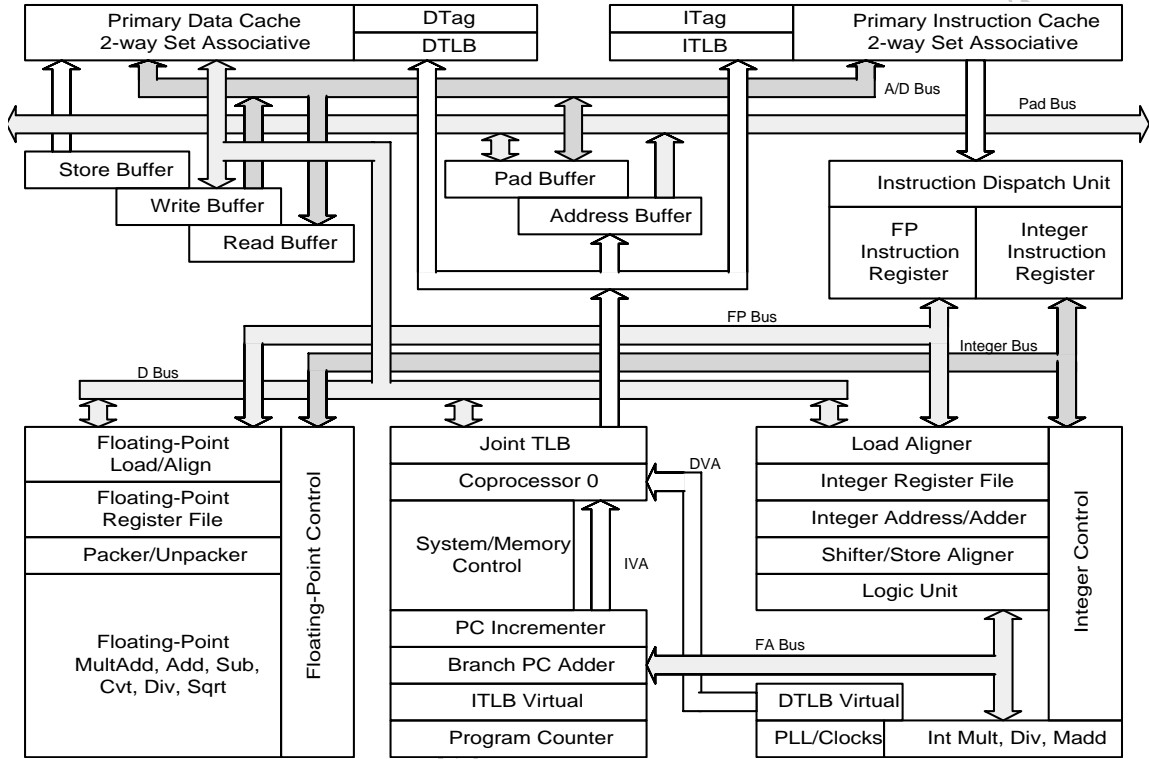 Primary Data Cache
2-way Set Associative
DTag
DTLB
ITag
ITLB
Primary Instruction Cache
2-way Set Associative
A/D Bus
Pad Bus
Store Buffer
Write Buffer
Read Buffer
Pad Buffer
Address Buffer
Instruction Dispatch Unit
FP
Instruction
Register
Integer
Instruction
Register
FP Bus
Integer Bus
D Bus
Floating-Point
Load/Align
Floating-Point
Register File
Packer/Unpacker
Floating-Point
MultAdd, Add, Sub,
Cvt, Div, Sqrt
Floating-Point Control
Joint TLB
Coprocessor 0
System/Memory
Control
PC Incrementer
Branch PC Adder
ITLB Virtual
Program Counter
DVA
IVA
FA Bus
Load Aligner
Integer Register File
Integer Address/Adder
Shifter/Store Aligner
Logic Unit
Integer Control
DTLB Virtual
PLL/Clocks
Int Mult, Div, Madd